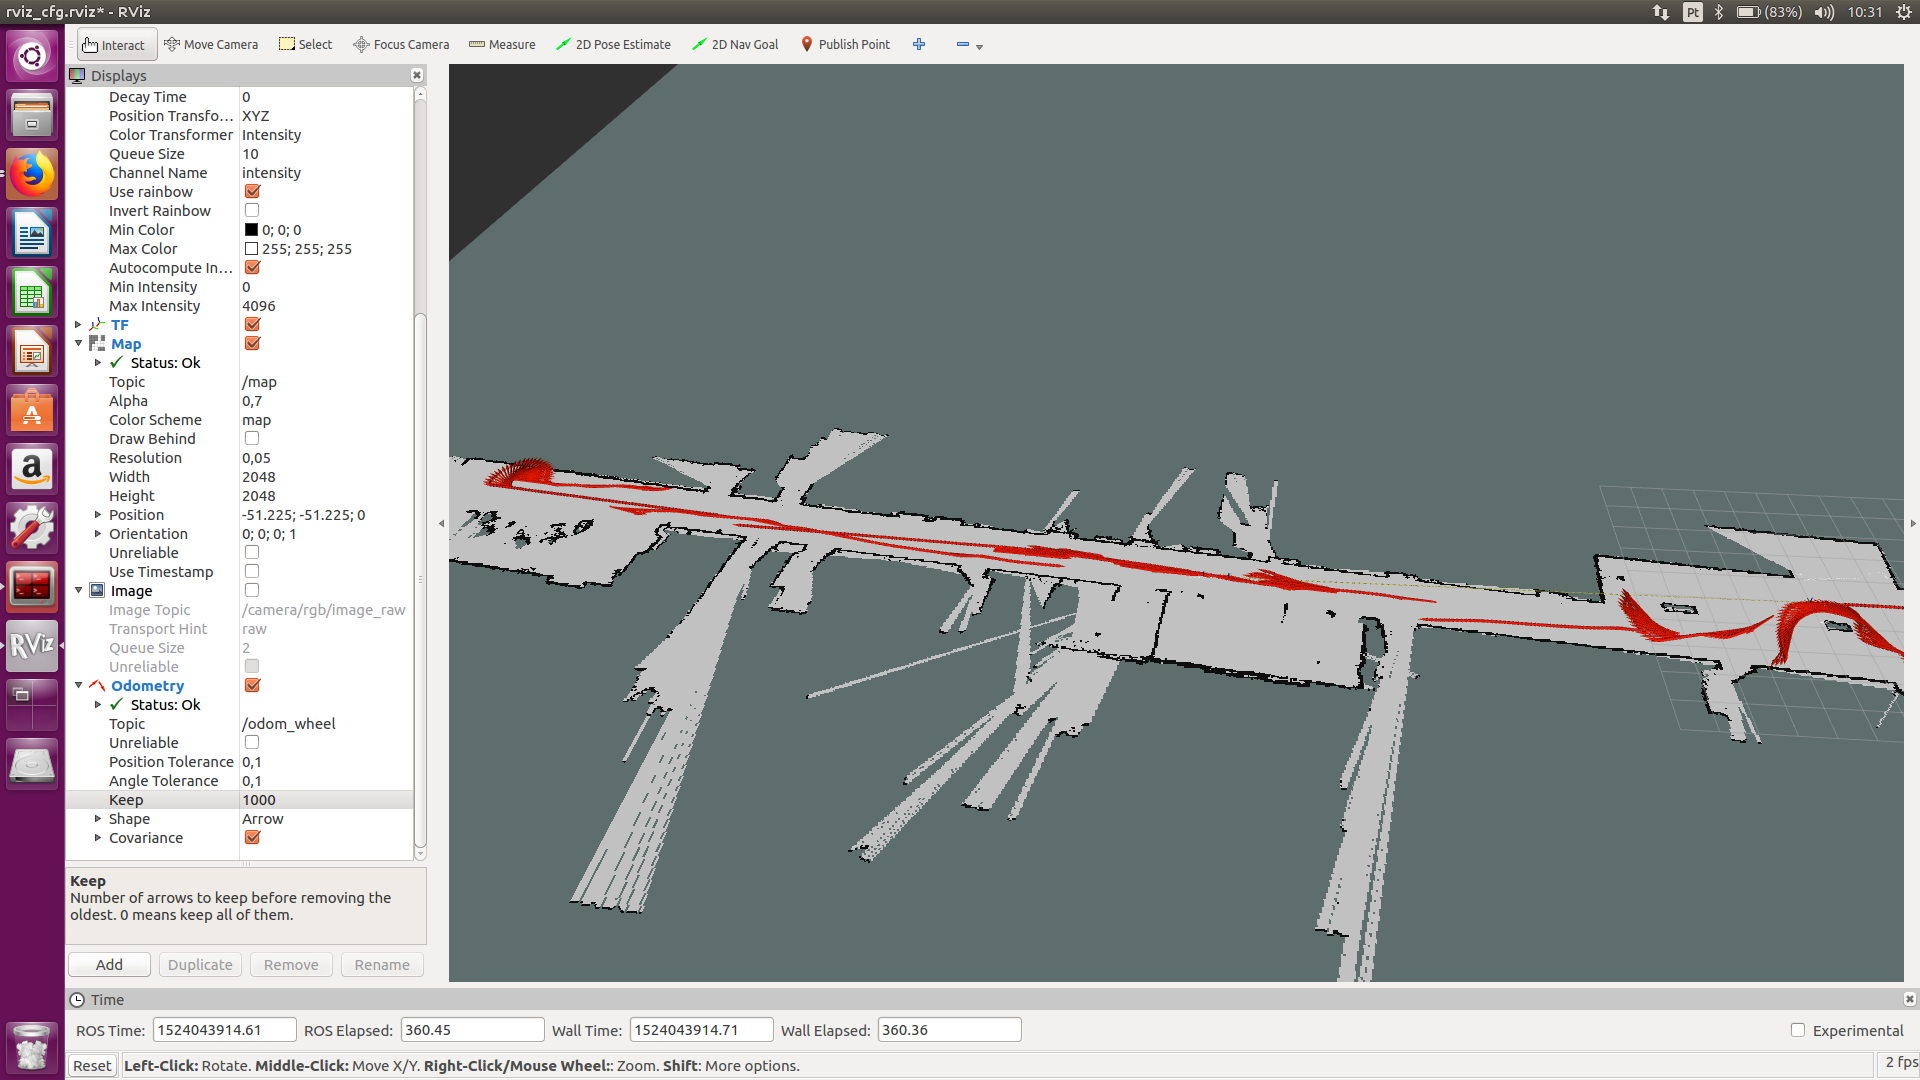 rviz_cfg.rviz* - RViz
Pt (83%) 10:31
Interact Move Camera Select Focus Camera Measure 2D Pose Estimate 2D Nav Goal Publish Point
Displays
Decay Time 0
Position Transfo... XYZ
Color Transformer Intensity
Queue Size 10
Channel Name intensity
Use rainbow
Invert Rainbow
Min Color 0; 0; 0
Max Color 255; 255; 255
Autocompute In...
Min Intensity 0
Max Intensity 4096
TF
Map
Status: Ok
Topic /map
Alpha 0,7
Color Scheme map
Draw Behind
Resolution 0,05
Width 2048
Height 2048
Position -51.225; -51.225; 0
Orientation 0; 0; 0; 1
Unreliable
Use Timestamp
Image
Image Topic /camera/rgb/image_raw
Transport Hint raw
Queue Size 2
Unreliable
Odometry
Status: Ok
Topic /odom_wheel
Unreliable
Position Tolerance 0,1
Angle Tolerance 0,1
Keep 1000
Shape Arrow
Covariance
Keep
Number of arrows to keep before removing the
oldest. 0 means keep all of them.
Add Duplicate Remove Rename
Time
ROS Time: 1524043914.61 ROS Elapsed: 360.45 Wall Time: 1524043914.71 Wall Elapsed: 360.36 Experimental
Reset Left-Click: Rotate. Middle-Click: Move X/Y. Right-Click/Mouse Wheel:: Zoom. Shift: More options. 2 fps
A
a
RViz